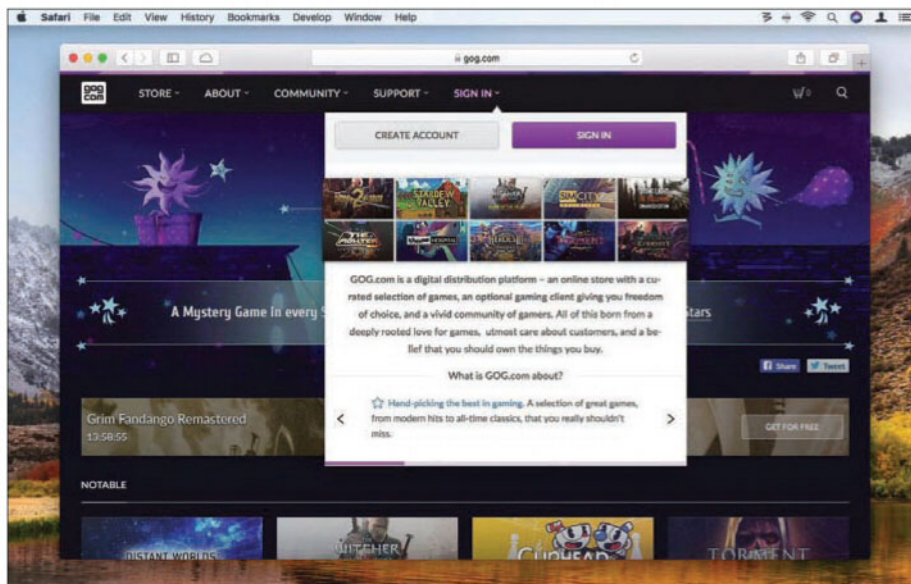 Safari File Edit View History Bookmarks Develop Window Help
gog.com
gog
com
STORE ABOUT COMMUNITY SUPPORT SIGN IN
0
CREATE ACCOUNT SIGN IN
STARDEW
VALLEY
SIMCITY
HOSPITAL
HEROES
GOG.com is a digital distribution platform – an online store with a cu-
rated selection of games, an optional gaming client giving you freedom
of choice, and a vivid community of gamers. All of this born from a
deeply rooted love for games, utmost care about customers, and a be-
lief that you should own the things you buy.
A Mystery Game in every S
Stars
What is GOG.com about?
Share Tweet
Hand-picking the best in gaming. A selection of great games,
from modern hits to all-time classics, that you really shouldn't
miss.
Grim Fandango Remastered
13:58:55
GET FOR FREE
NOTABLE
DISTANT WORLDS
WITCHER
CUPHEAD
TORMENT